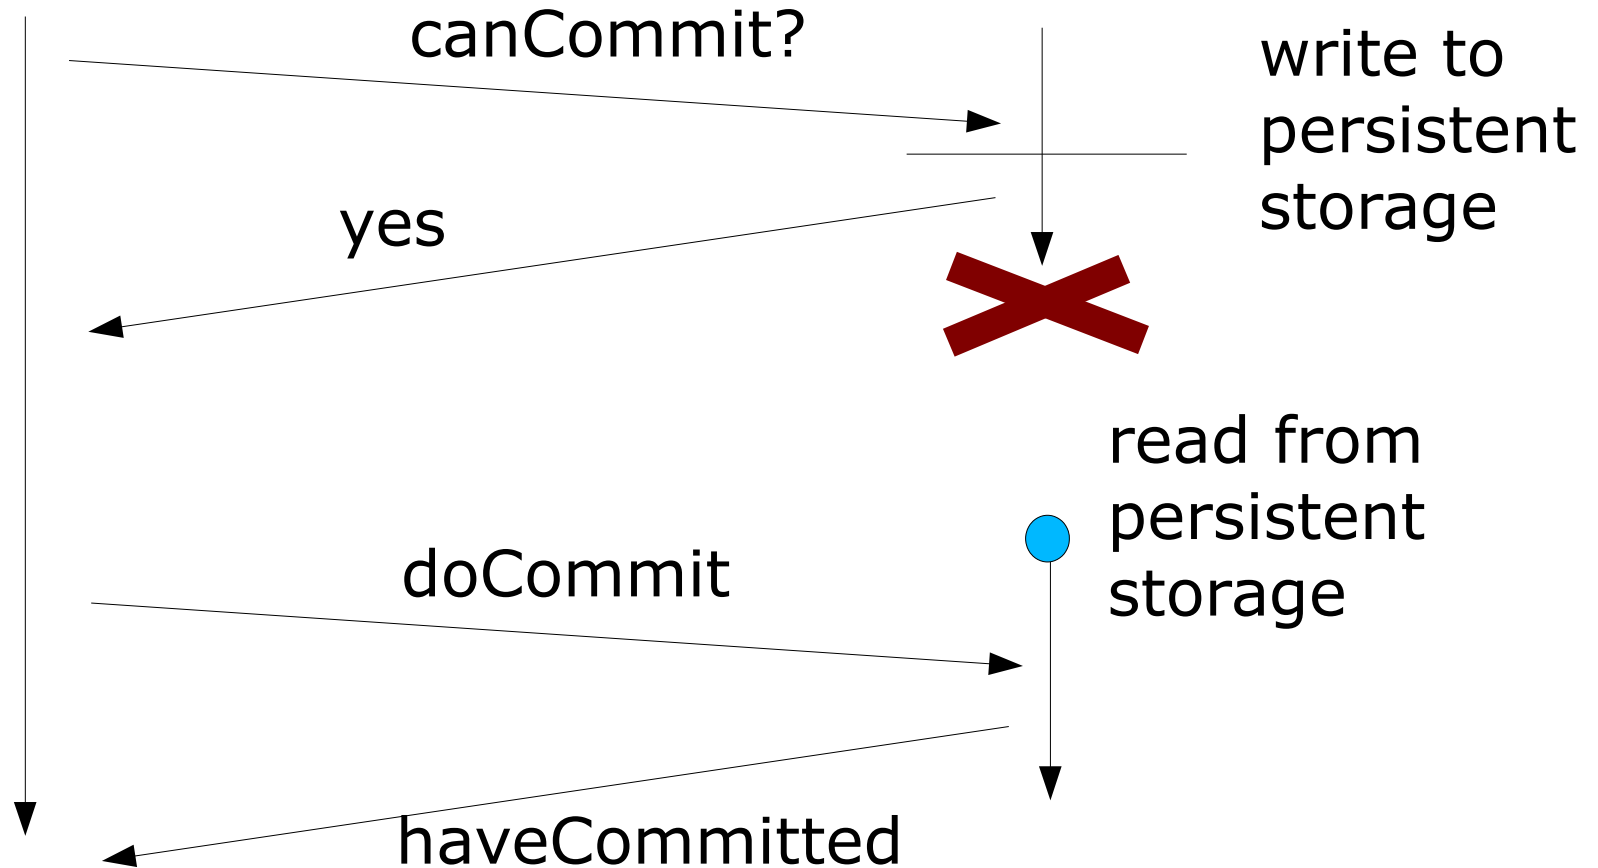 canCommit?
write to
persistent
storage
yes
read from
persistent
storage
doCommit
haveCommitted